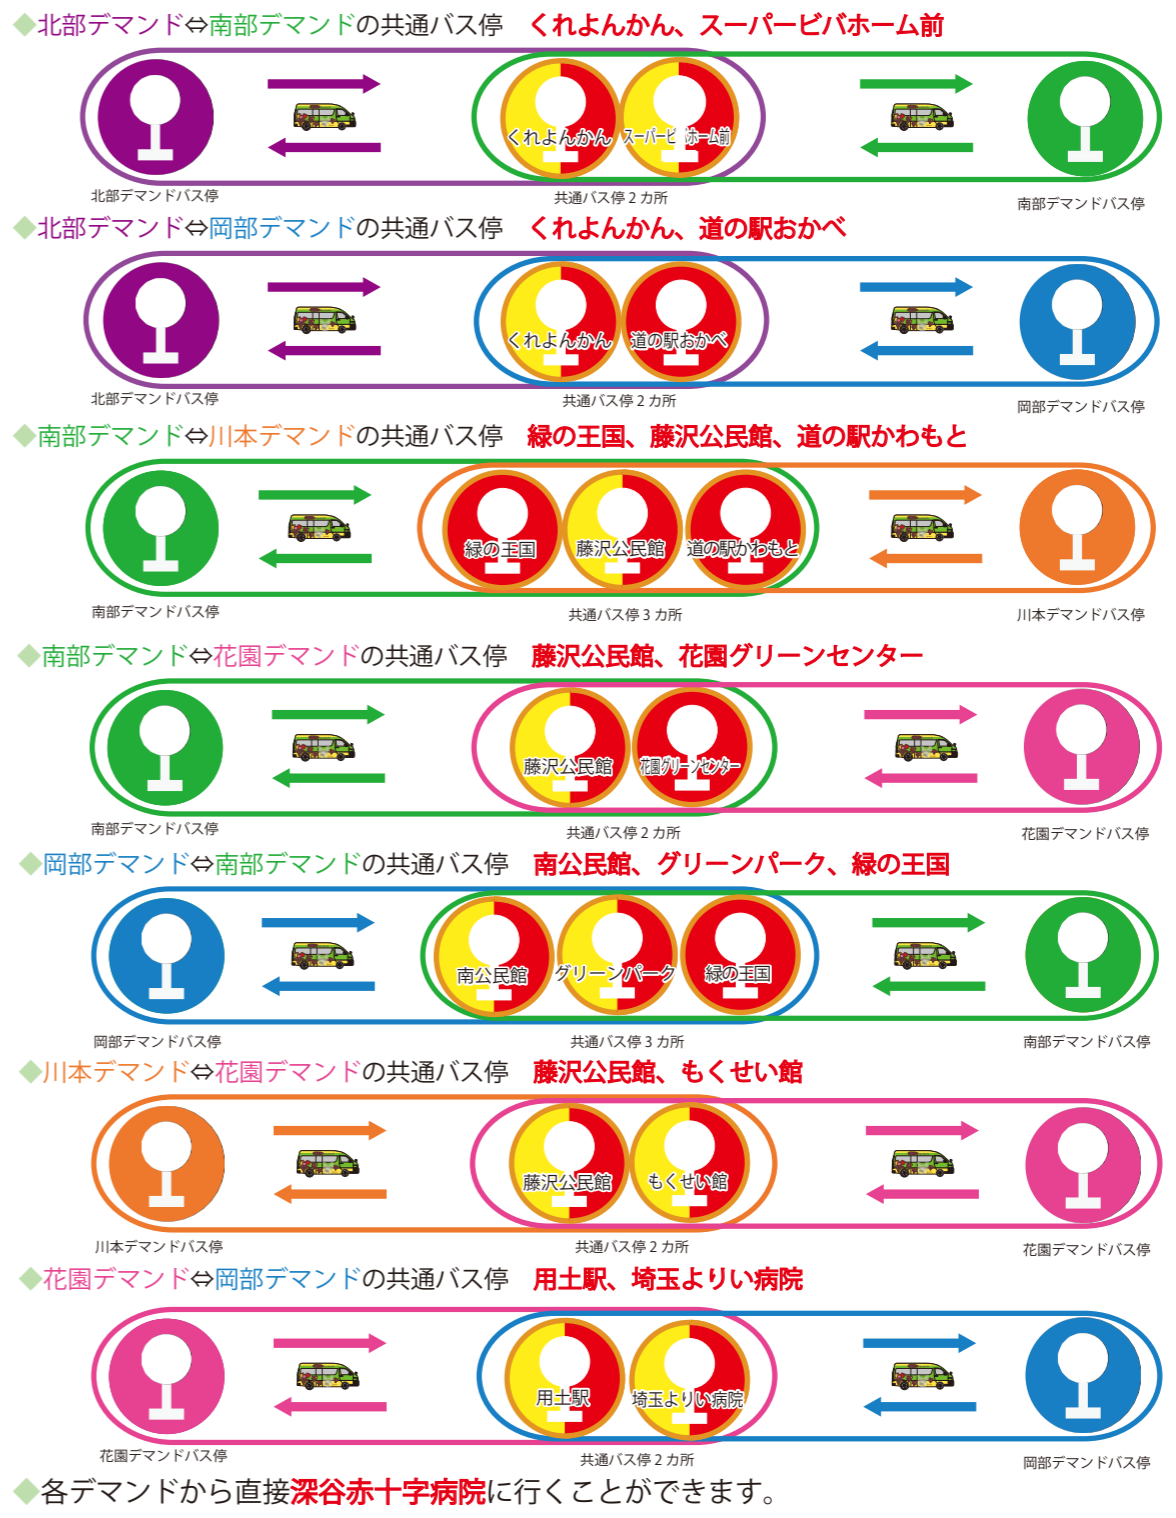 ◆北部デマンド⇔南部デマンドの共通バス停　くれよんかん、スーパービバホーム前
くれよんかん　スーパービバホーム前
北部デマンドバス停　共通バス停2カ所　南部デマンドバス停
◆北部デマンド⇔岡部デマンドの共通バス停　くれよんかん、道の駅おかべ
くれよんかん　道の駅おかべ
北部デマンドバス停　共通バス停2カ所　岡部デマンドバス停
◆南部デマンド⇔川本デマンドの共通バス停　緑の王国、藤沢公民館、道の駅かわもと
緑の王国　藤沢公民館　道の駅かわもと
南部デマンドバス停　共通バス停3カ所　川本デマンドバス停
◆南部デマンド⇔花園デマンドの共通バス停　藤沢公民館、花園グリーンセンター
藤沢公民館　花園グリーンセンター
南部デマンドバス停　共通バス停2カ所　花園デマンドバス停
◆岡部デマンド⇔南部デマンドの共通バス停　南公民館、グリーンパーク、緑の王国
南公民館　グリーンパーク　緑の王国
岡部デマンドバス停　共通バス停3カ所　南部デマンドバス停
◆川本デマンド⇔花園デマンドの共通バス停　藤沢公民館、もくせい館
藤沢公民館　もくせい館
川本デマンドバス停　共通バス停2カ所　花園デマンドバス停
◆花園デマンド⇔岡部デマンドの共通バス停　用土駅、埼玉よりい病院
用土駅　埼玉よりい病院
花園デマンドバス停　共通バス停2カ所　岡部デマンドバス停
◆各デマンドから直接深谷赤十字病院に行くことができます。